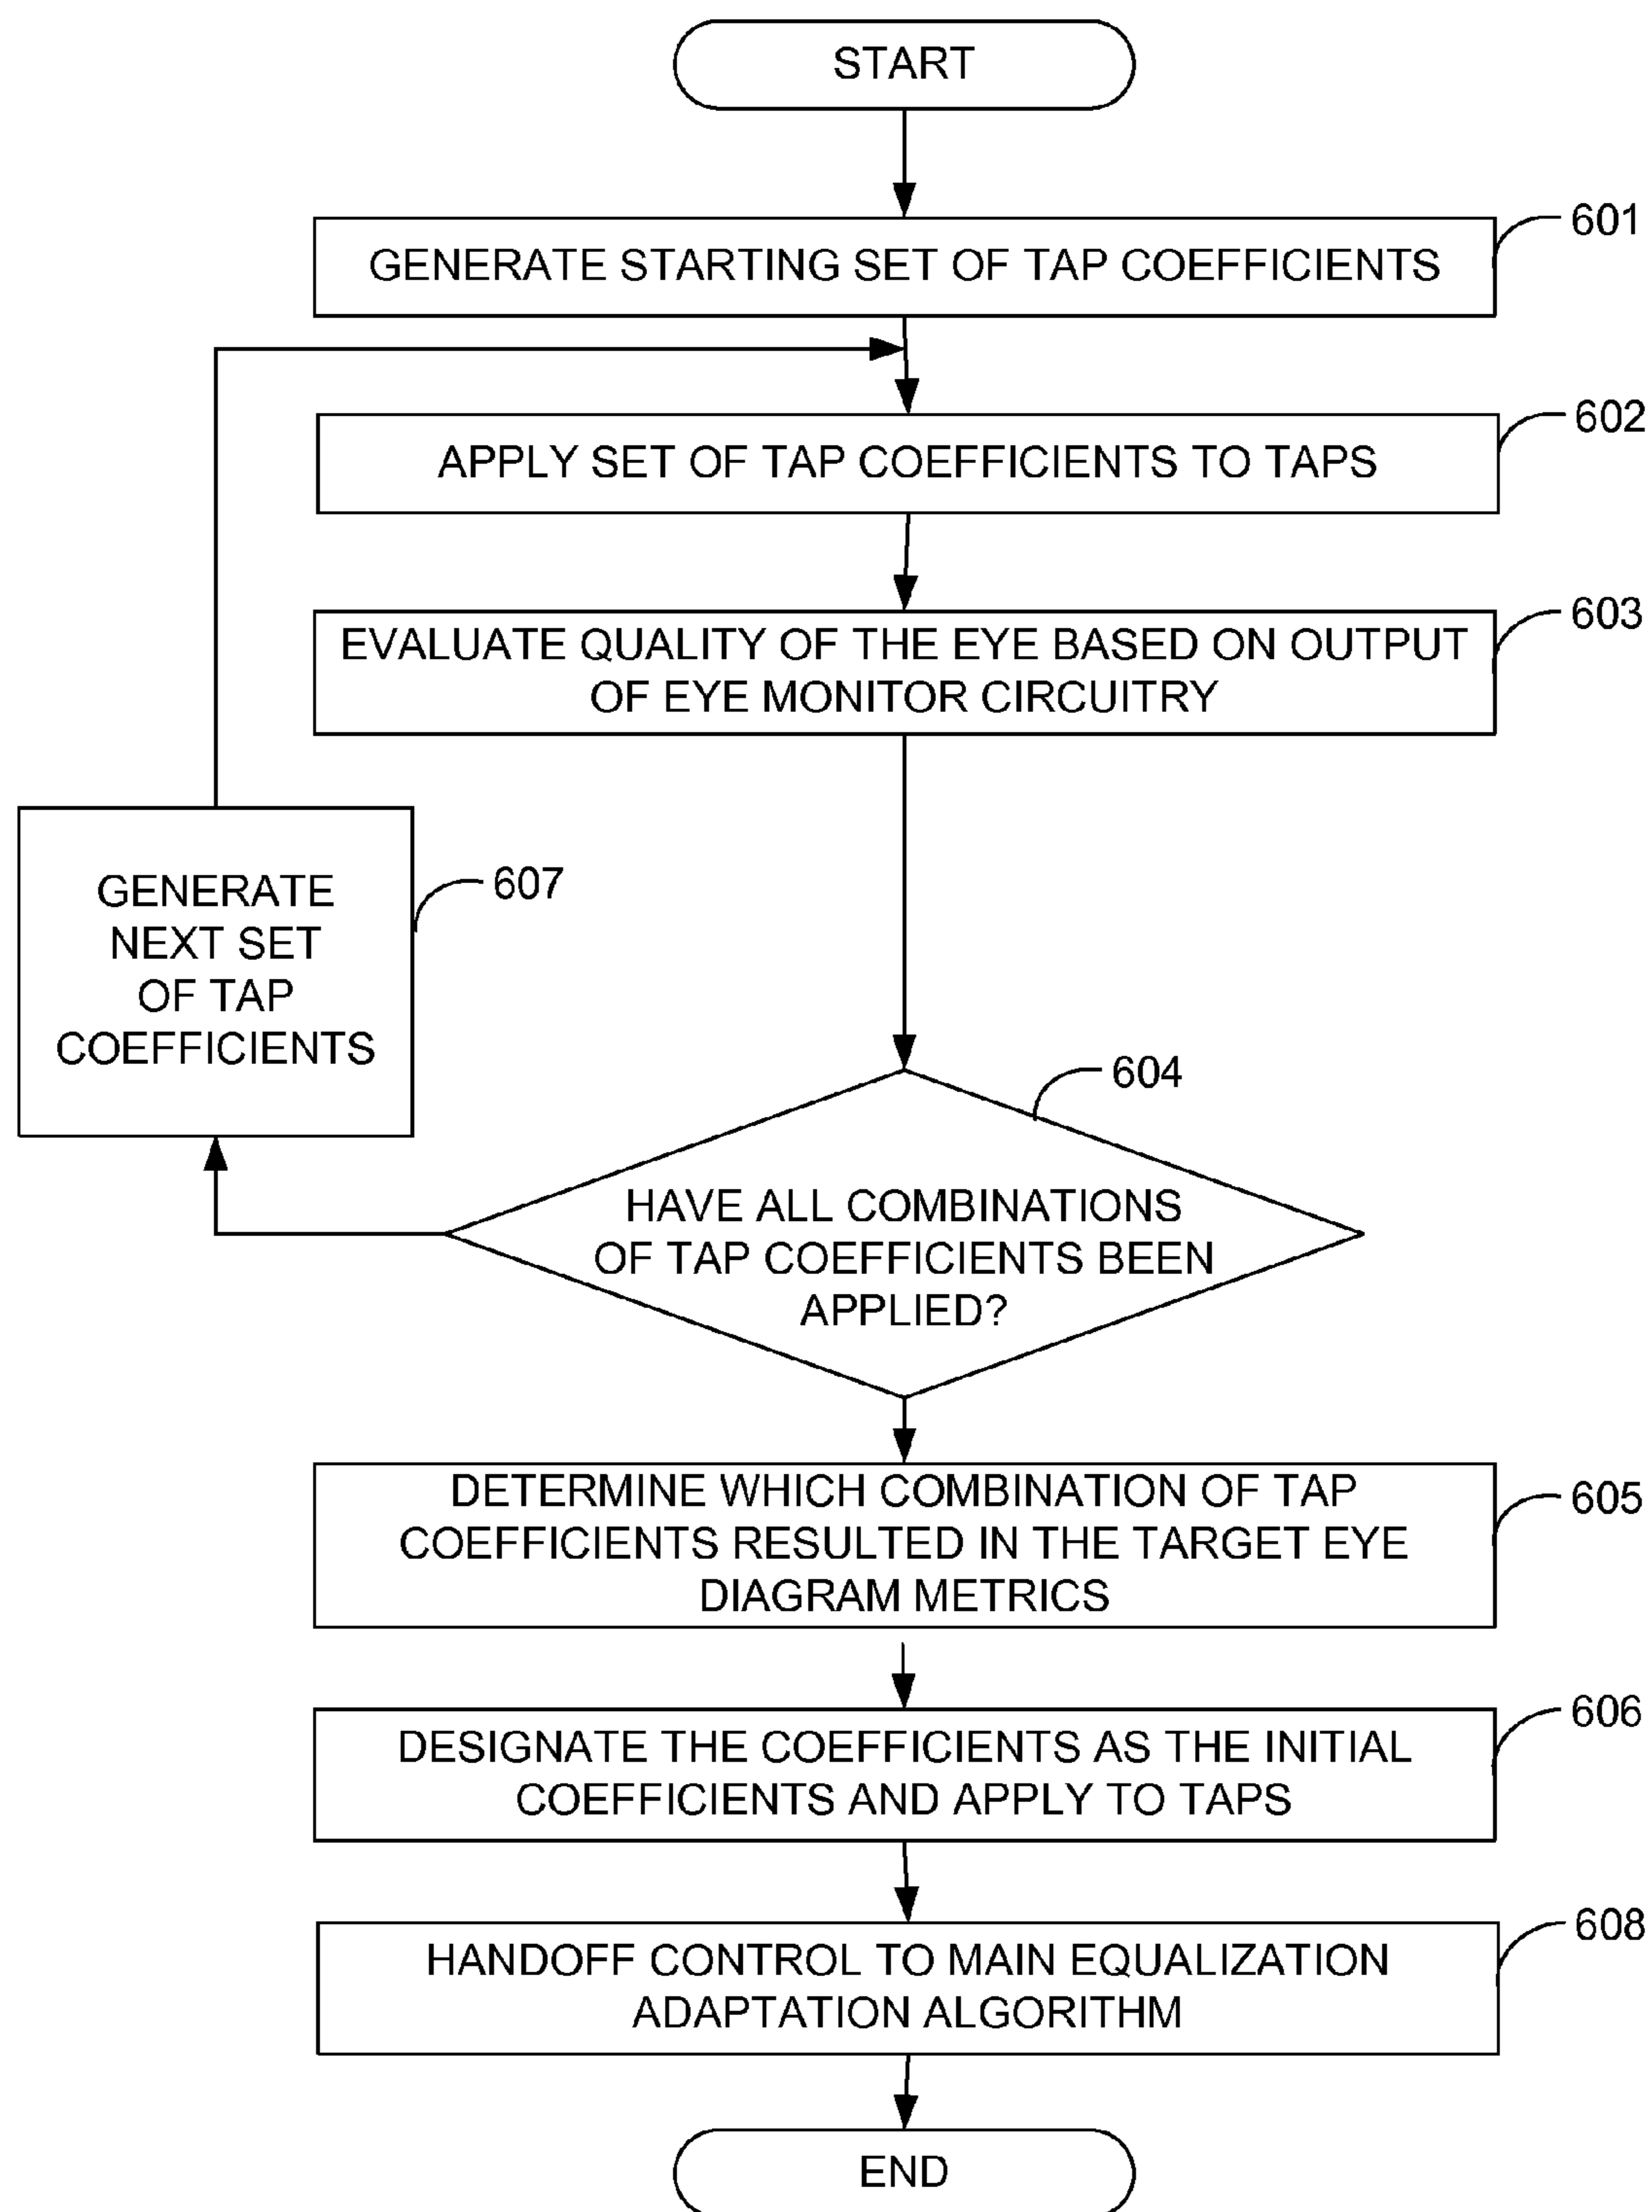 START
601
GENERATE STARTING SET OF TAP COEFFICIENTS
602
APPLY SET OF TAP COEFFICIENTS TO TAPS
603
EVALUATE QUALITY OF THE EYE BASED ON OUTPUT
OF EYE MONITOR CIRCUITRY
607
GENERATE
NEXT SET
OF TAP
COEFFICIENTS
604
HAVE ALL COMBINATIONS
OF TAP COEFFICIENTS BEEN
APPLIED?
605
DETERMINE WHICH COMBINATION OF TAP
COEFFICIENTS RESULTED IN THE TARGET EYE
DIAGRAM METRICS
606
DESIGNATE THE COEFFICIENTS AS THE INITIAL
COEFFICIENTS AND APPLY TO TAPS
608
HANDOFF CONTROL TO MAIN EQUALIZATION
ADAPTATION ALGORITHM
END